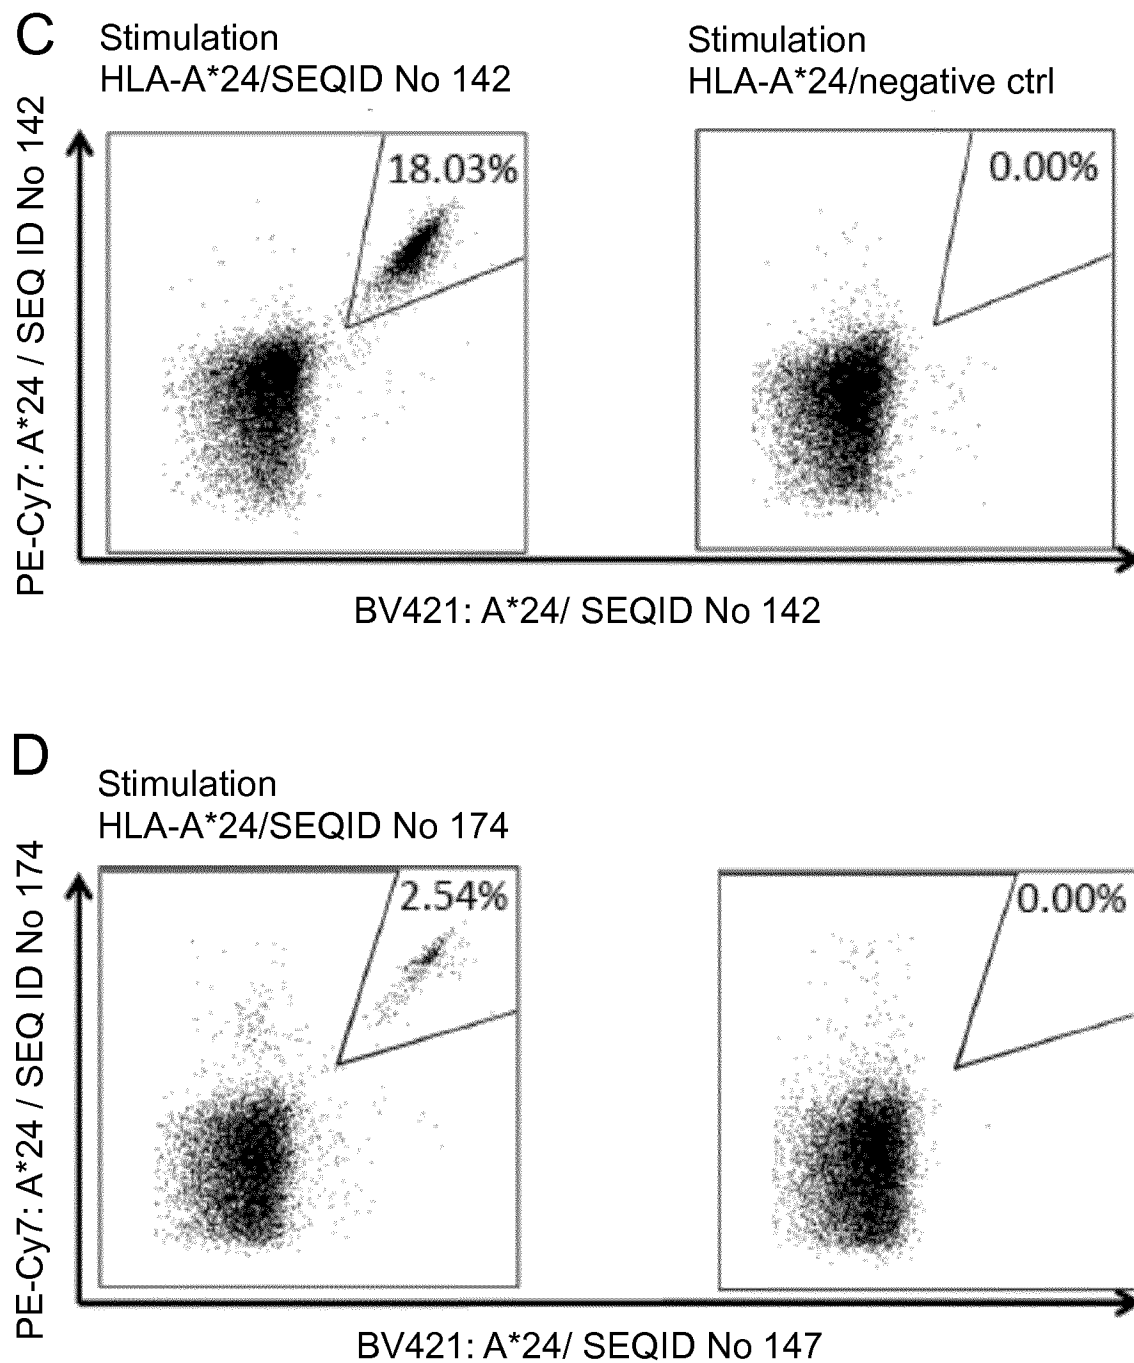 C
Stimulation
HLA-A*24/SEQID No 142
Stimulation
HLA-A*24/negative ctrl
PE-Cy7: A*24 / SEQ ID No 142
18.03%
0.00%
BV421: A*24/ SEQID No 142
D
Stimulation
HLA-A*24/SEQID No 174
PE-Cy7: A*24 / SEQ ID No 174
2.54%
0.00%
BV421: A*24/ SEQID No 147